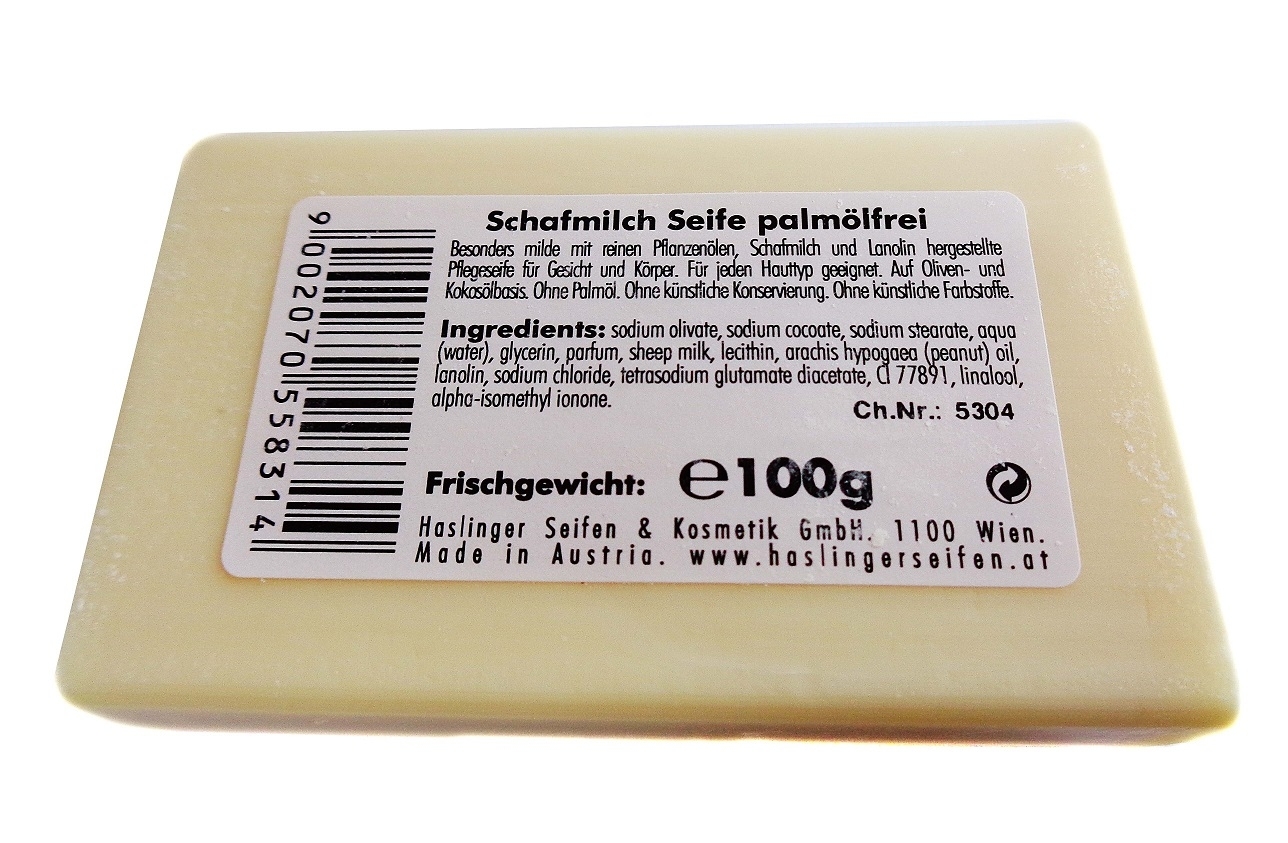 Schafmilch Seife palmölfrei
Besonders milde mit reinen Pflanzenölen, Schafmilch und Lanolin hergestellte
Pflegeseife für Gesicht und Körper. Für jeden Hauttyp geeignet. Auf Oliven- und
Kokosölbasis. Ohne Palmöl. Ohne künstliche Konservierung. Ohne künstliche Farbstoffe.
Ingredients: sodium olivate, sodium cocoate, sodium stearate, aqua
(water), glycerin, parfum, sheep milk, lecithin, arachis hypogaea (peanut) oil,
lanolin, sodium chloride, tetrasodium glutamate diacetate, CI 77891, linalool,
alpha-isomethyl ionone.
Ch.Nr.: 5304
Frischgewicht: ℮100g
Haslinger Seifen & Kosmetik GmbH. 1100 Wien.
Made in Austria. www.haslingerseifen.at
9 002070 558314